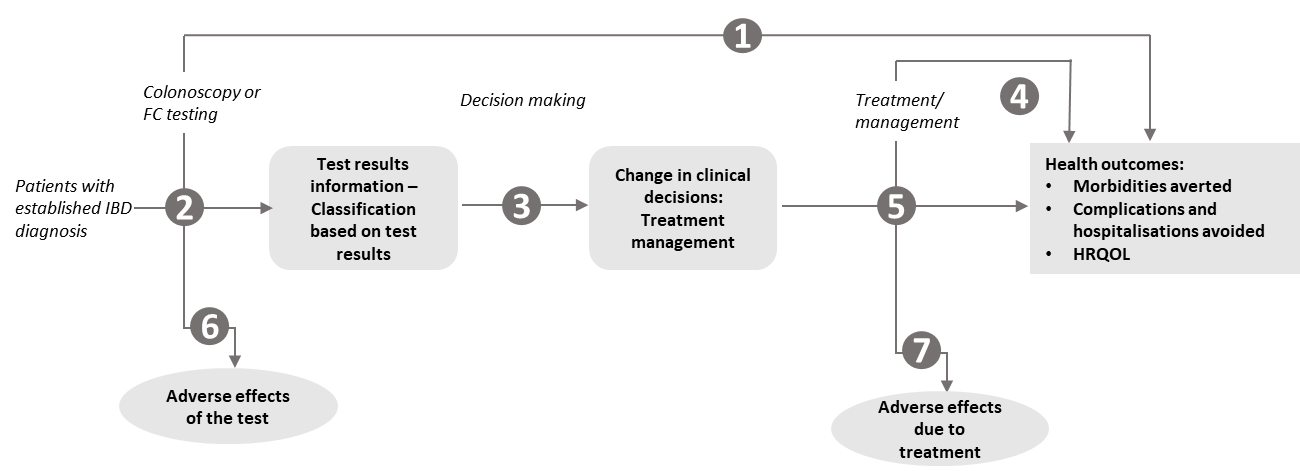 1
Colonoscopy or
FC testing
Decision making
Treatment/
management
4
Patients with
established IBD
diagnosis
2
Test results
information –
Classification
based on test
results
3
Change in clinical
decisions:
Treatment
management
5
Health outcomes:
• Morbidities averted
• Complications and
hospitalisations avoided
• HRQOL
6
Adverse effects
of the test
7
Adverse effects
due to
treatment